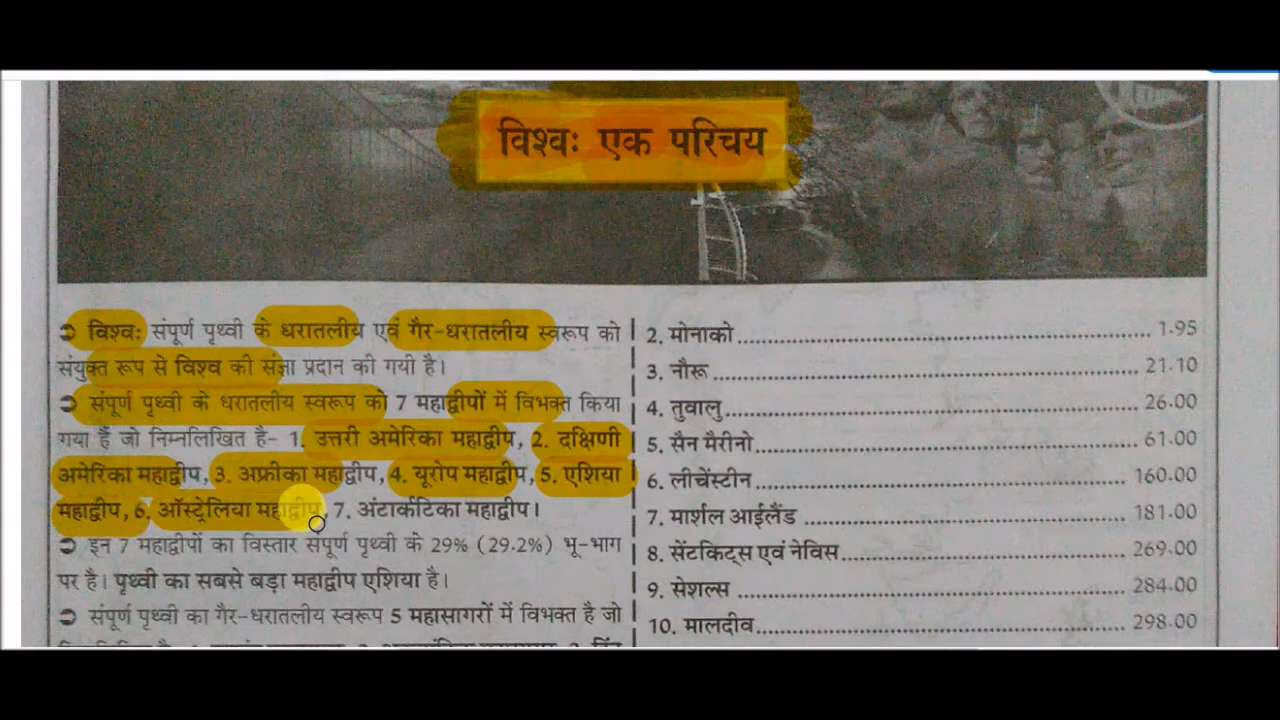 विश्वः एक परिचय
➲ विश्वः संपूर्ण पृथ्वी के धरातलीय एवं गैर-धरातलीय स्वरूप को
संयुक्त रूप से विश्व की संज्ञा प्रदान की गयी है।
➲ संपूर्ण पृथ्वी के धरातलीय स्वरूप को 7 महाद्वीपों में विभक्त किया
गया हैं जो निम्नलिखित है- 1. उत्तरी अमेरिका महाद्वीप, 2. दक्षिणी
अमेरिका महाद्वीप, 3. अफ्रीका महाद्वीप, 4. यूरोप महाद्वीप, 5. एशिया
महाद्वीप, 6. ऑस्ट्रेलिया महाद्वीप, 7. अंटार्कटिका महाद्वीप।
➲ इन 7 महाद्वीपों का विस्तार संपूर्ण पृथ्वी के 29% (29.2%) भू-भाग
पर है। पृथ्वी का सबसे बड़ा महाद्वीप एशिया है।
➲ संपूर्ण पृथ्वी का गैर-धरातलीय स्वरूप 5 महासागरों में विभक्त है जो
2. मोनाको 1.95
3. नौरू 21.10
4. तुवालु 26.00
5. सैन मैरीनो 61.00
6. लीचेंस्टीन 160.00
7. मार्शल आईलैंड 181.00
8. सेंटकिट्स एवं नेविस 269.00
9. सेशल्स 284.00
10. मालदीव 298.00